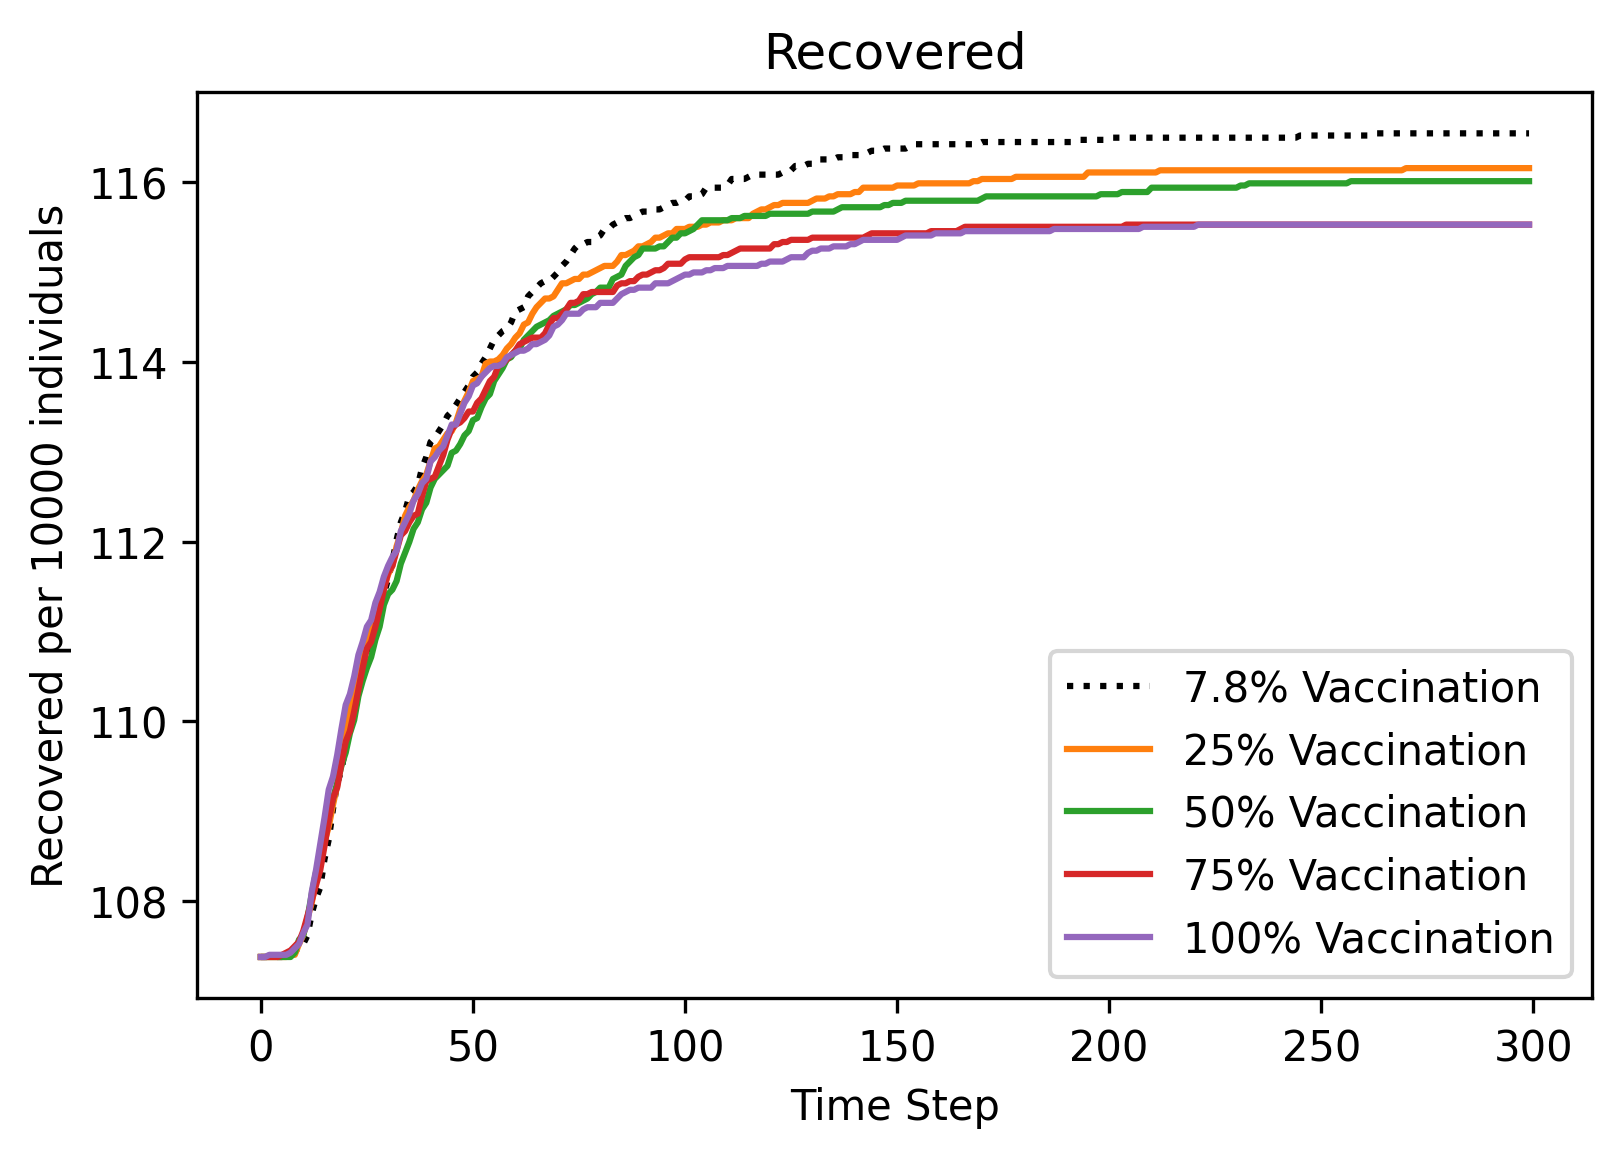 Recovered
Recovered per 10000 individuals
116
114
112
110
108
0 50 100 150 200 250 300
Time Step
7.8% Vaccination
25% Vaccination
50% Vaccination
75% Vaccination
100% Vaccination